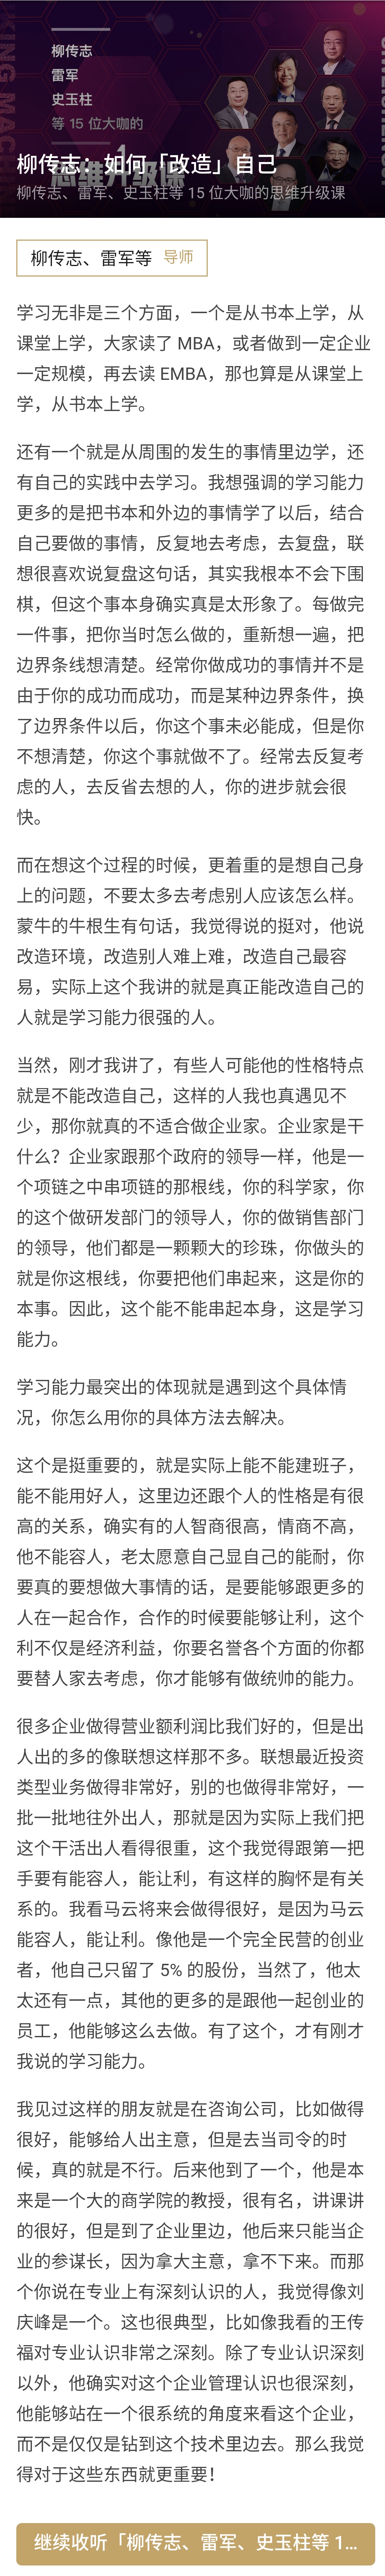 柳传志
雷军
史玉柱
等 15 位大咖的
思维升级课
柳传志：如何「改造」自己
柳传志、雷军、史玉柱等 15 位大咖的思维升级课
柳传志、雷军等 导师
学习无非是三个方面，一个是从书本上学，从
课堂上学，大家读了 MBA，或者做到一定企业
一定规模，再去读 EMBA，那也算是从课堂上
学，从书本上学。
还有一个就是从周围的发生的事情里边学，还
有自己的实践中去学习。我想强调的学习能力
更多的是把书本和外边的事情学了以后，结合
自己要做的事情，反复地去考虑，去复盘，联
想很喜欢说复盘这句话，其实我根本不会下围
棋，但这个事本身确实真是太形象了。每做完
一件事，把你当时怎么做的，重新想一遍，把
边界条线想清楚。经常你做成功的事情并不是
由于你的成功而成功，而是某种边界条件，换
了边界条件以后，你这个事未必能成，但是你
不想清楚，你这个事就做不了。经常去反复考
虑的人，去反省去想的人，你的进步就会很
快。
而在想这个过程的时候，更着重的是想自己身
上的问题，不要太多去考虑别人应该怎么样。
蒙牛的牛根生有句话，我觉得说的挺对，他说
改造环境，改造别人难上难，改造自己最容
易，实际上这个我讲的就是真正能改造自己的
人就是学习能力很强的人。
当然，刚才我讲了，有些人可能他的性格特点
就是不能改造自己，这样的人我也真遇见不
少，那你就真的不适合做企业家。企业家是干
什么？企业家跟那个政府的领导一样，他是一
个项链之中串项链的那根线，你的科学家，你
的这个做研发部门的领导人，你的做销售部门
的领导，他们都是一颗颗大的珍珠，你做头的
就是你这根线，你要把他们串起来，这是你的
本事。因此，这个能不能串起本身，这是学习
能力。
学习能力最突出的体现就是遇到这个具体情
况，你怎么用你的具体方法去解决。
这个是挺重要的，就是实际上能不能建班子，
能不能用好人，这里边还跟个人的性格是有很
高的关系，确实有的人智商很高，情商不高，
他不能容人，老太愿意自己显自己的能耐，你
要真的要想做大事情的话，是要能够跟更多的
人在一起合作，合作的时候要能够让利，这个
利不仅是经济利益，你要名誉各个方面的你都
要替人家去考虑，你才能够有做统帅的能力。
很多企业做得营业额利润比我们好的，但是出
人出的多的像联想这样那不多。联想最近投资
类型业务做得非常好，别的也做得非常好，一
批一批地往外出人，那就是因为实际上我们把
这个干活出人看得很重，这个我觉得跟第一把
手要有能容人，能让利，有这样的胸怀是有关
系的。我看马云将来会做得很好，是因为马云
能容人，能让利。像他是一个完全民营的创业
者，他自己只留了 5% 的股份，当然了，他太
太还有一点，其他的更多的是跟他一起创业的
员工，他能够这么去做。有了这个，才有刚才
我说的学习能力。
我见过这样的朋友就是在咨询公司，比如做得
很好，能够给人出主意，但是去当司令的时
候，真的就是不行。后来他到了一个，他是本
来是一个大的商学院的教授，很有名，讲课讲
的很好，但是到了企业里边，他后来只能当企
业的参谋长，因为拿大主意，拿不下来。而那
个你说在专业上有深刻认识的人，我觉得像刘
庆峰是一个。这也很典型，比如像我看的王传
福对专业认识非常之深刻。除了专业认识深刻
以外，他确实对这个企业管理认识也很深刻，
他能够站在一个很系统的角度来看这个企业，
而不是仅仅是钻到这个技术里边去。那么我觉
得对于这些东西就更重要！
继续收听「柳传志、雷军、史玉柱等 1...